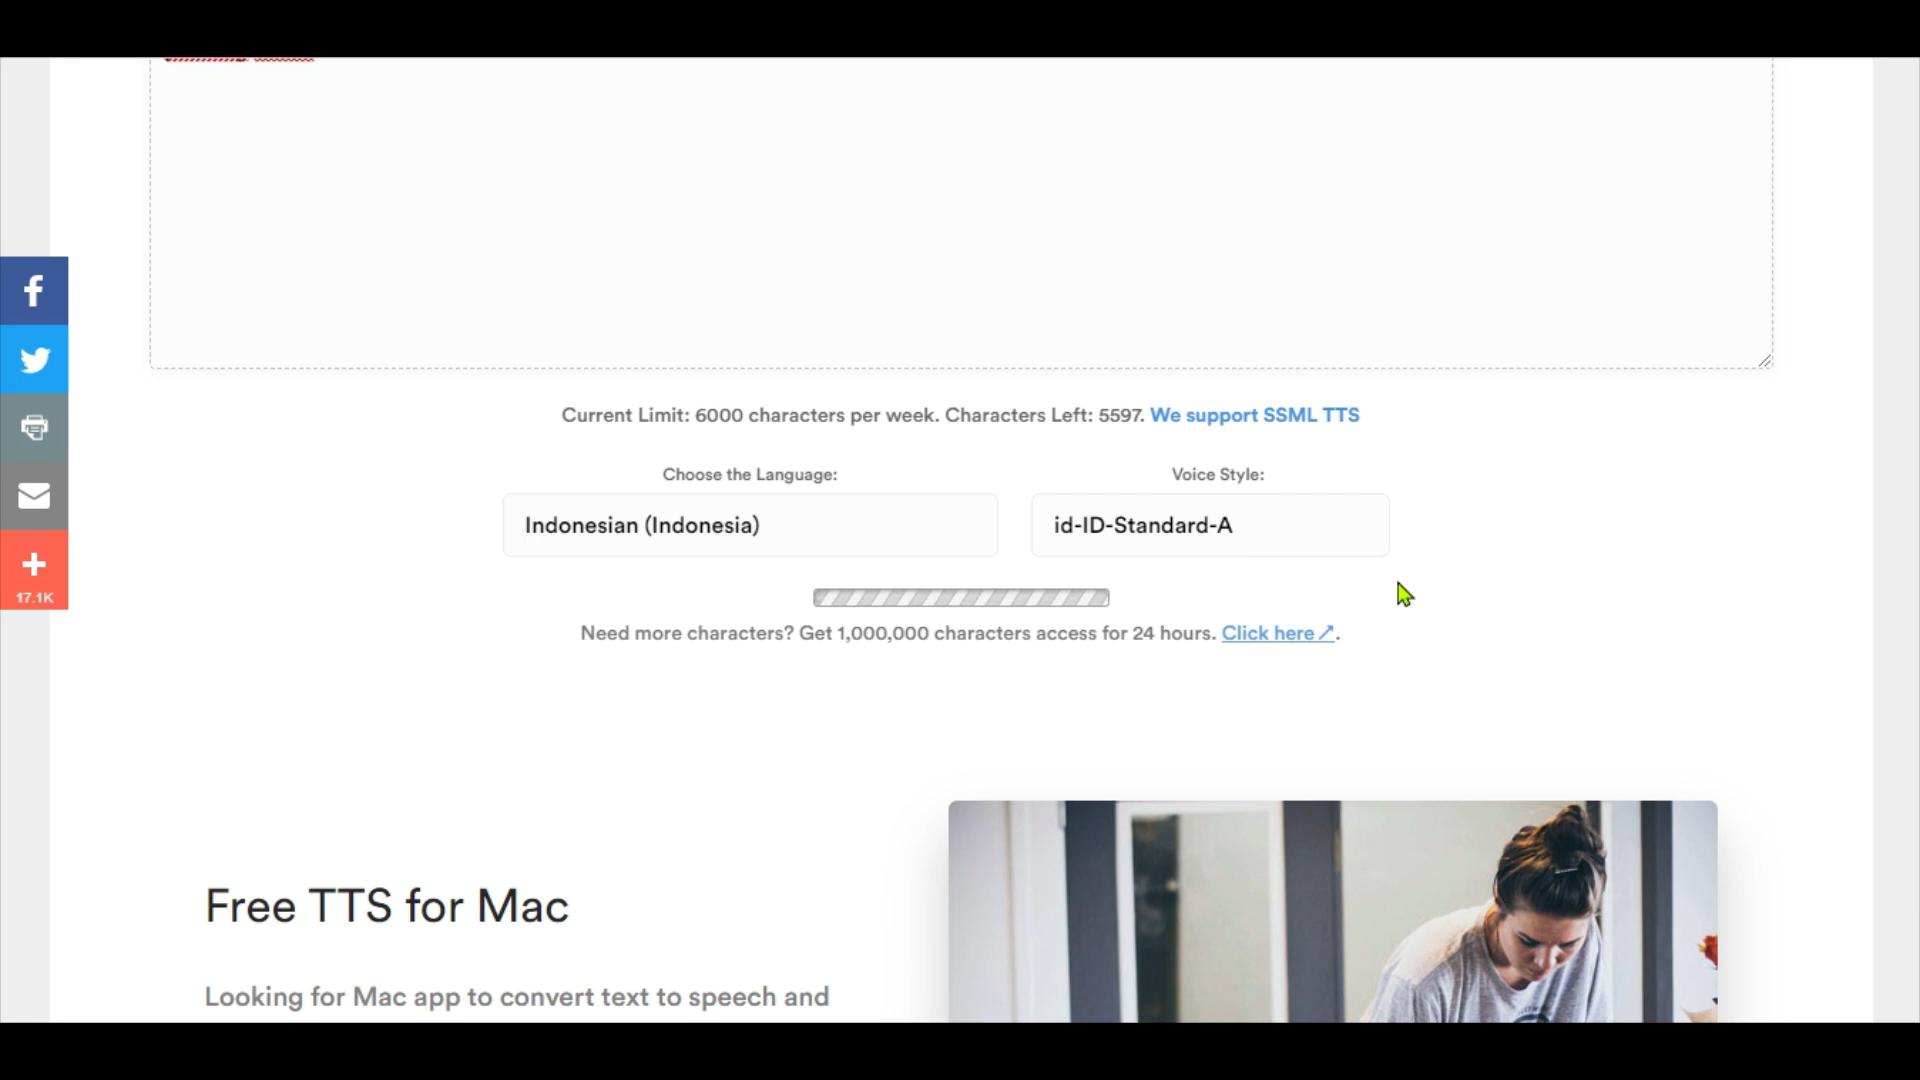 Current Limit: 6000 characters per week. Characters Left: 5597. We support SSML TTS
Choose the Language:
Voice Style:
Indonesian (Indonesia)
id-ID-Standard-A
17.1K
Need more characters? Get 1,000,000 characters access for 24 hours. Click here↗.
Free TTS for Mac
Looking for Mac app to convert text to speech and